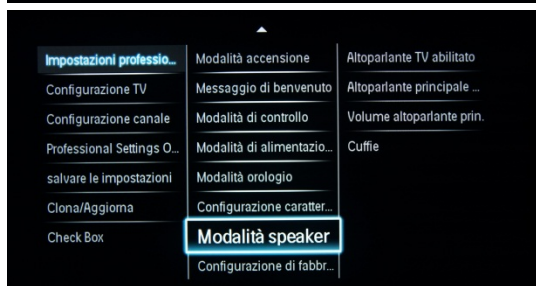 Impostazioni professio...
Configurazione TV
Configurazione canale
Professional Settings O...
salvare le impostazioni
Clona/Aggiorna
Check Box
Modalità accensione
Messaggio di benvenuto
Modalità di controllo
Modalità di alimentazio...
Modalità orologio
Configurazione caratter...
Modalità speaker
Configurazione di fabbr...
Altoparlante TV abilitato
Altoparlante principale ...
Volume altoparlante prin.
Cuffie